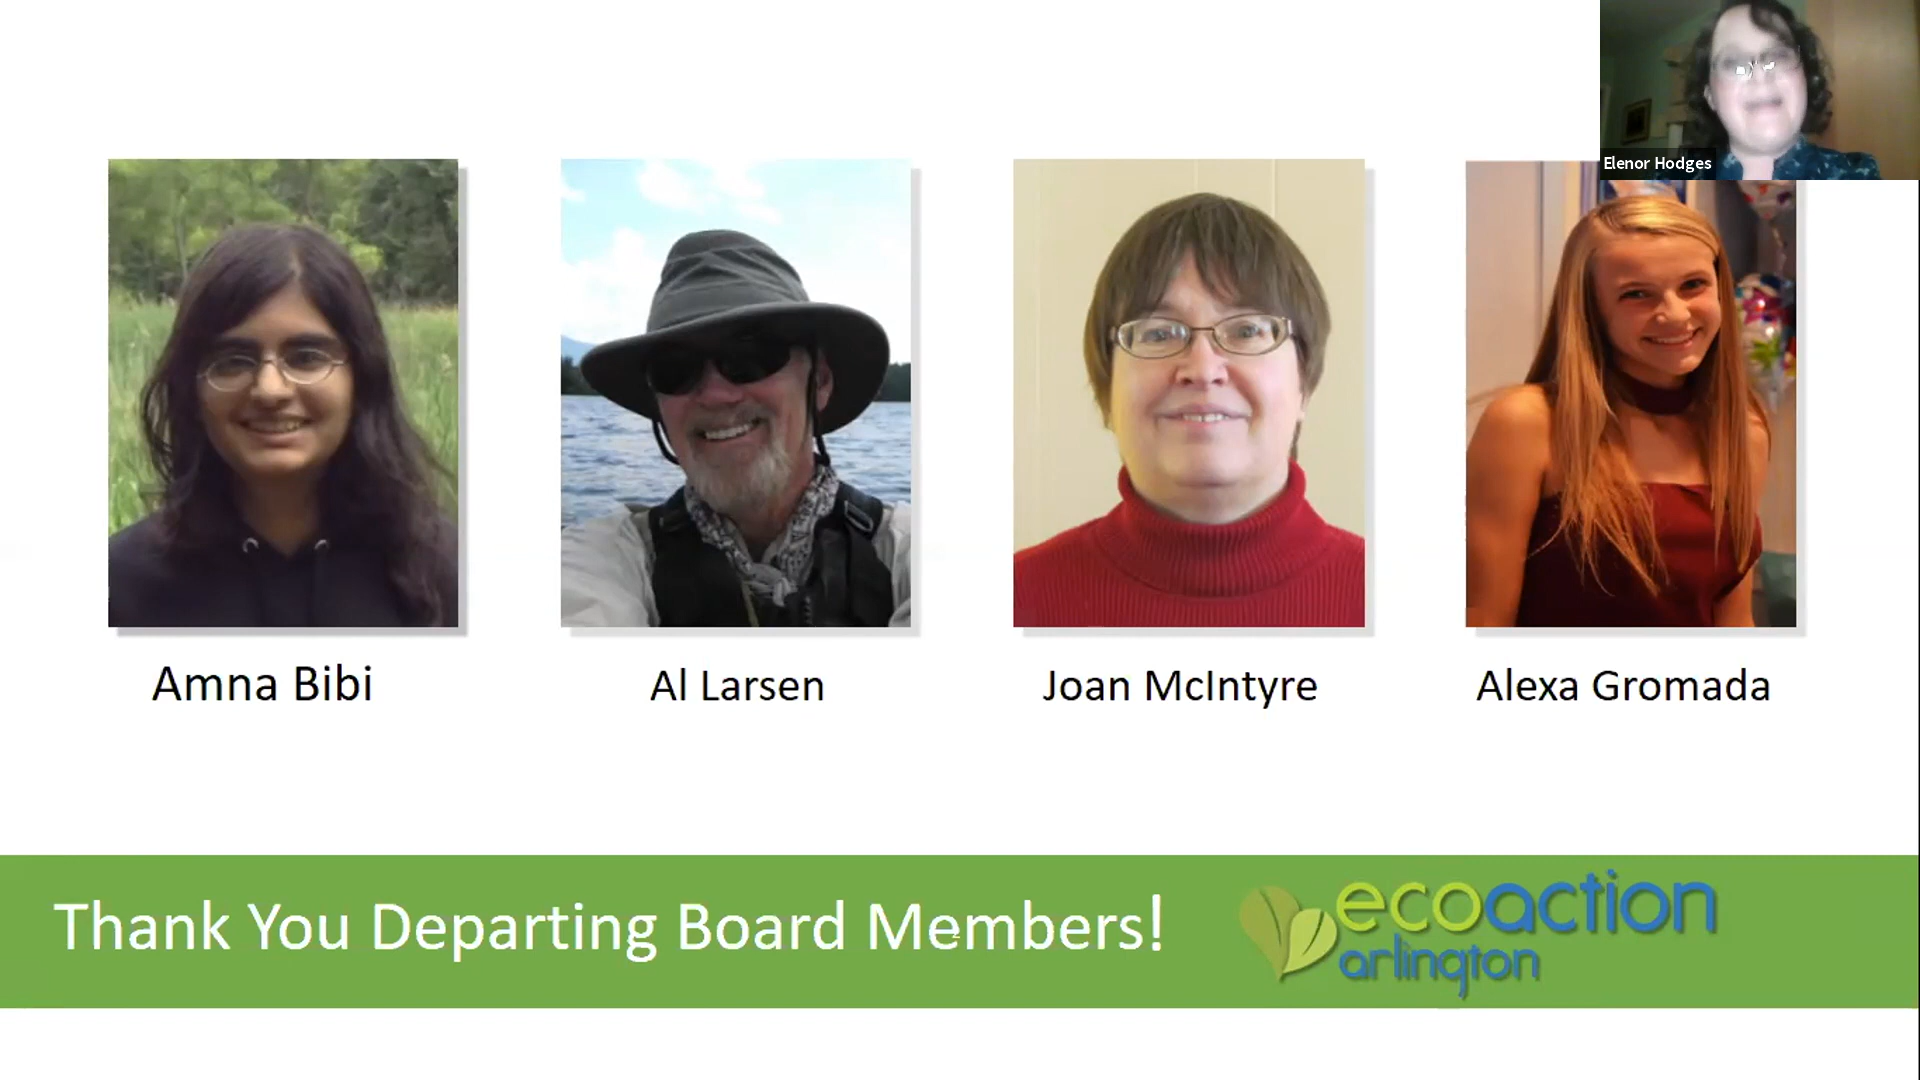 Elenor Hodges
Amna Bibi
Al Larsen
Joan McIntyre
Alexa Gromada
Thank You Departing Board Members!
ecoaction
arlington